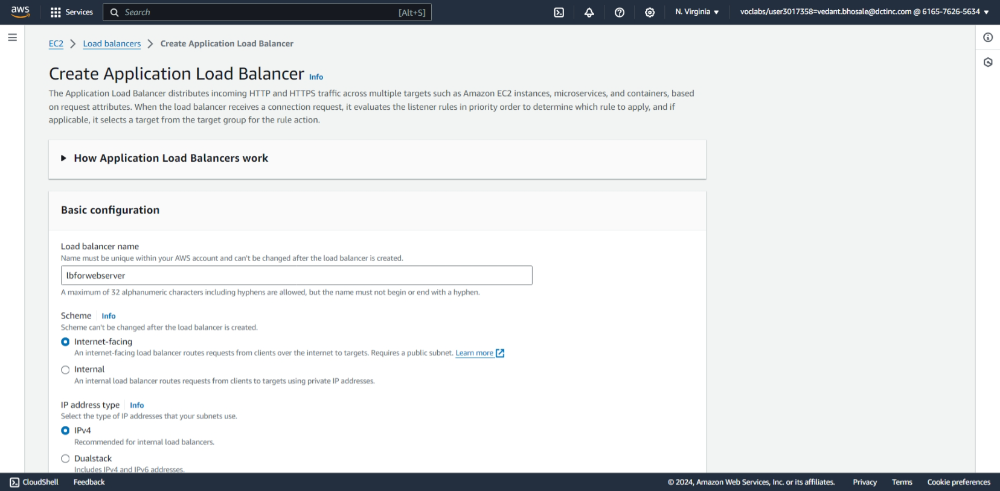 aws
Services
Search
[Alt+S]
N. Virginia
voclabs/user3017358=vedant.bhosale@dctinc.com @ 6165-7626-5634
EC2
Load balancers
Create Application Load Balancer
Create Application Load Balancer Info
The Application Load Balancer distributes incoming HTTP and HTTPS traffic across multiple targets such as Amazon EC2 instances, microservices, and containers, based
on request attributes. When the load balancer receives a connection request, it evaluates the listener rules in priority order to determine which rule to apply, and if
applicable, it selects a target from the target group for the rule action.
How Application Load Balancers work
Basic configuration
Load balancer name
Name must be unique within your AWS account and can't be changed after the load balancer is created.
lbforwebserver
A maximum of 32 alphanumeric characters including hyphens are allowed, but the name must not begin or end with a hyphen.
Scheme Info
Scheme can't be changed after the load balancer is created.
Internet-facing
An internet-facing load balancer routes requests from clients over the internet to targets. Requires a public subnet. Learn more
Internal
An internal load balancer routes requests from clients to targets using private IP addresses.
IP address type Info
Select the type of IP addresses that your subnets use.
IPv4
Recommended for internal load balancers.
Dualstack
Includes IPv4 and IPv6 addresses.
CloudShell
Feedback
© 2024, Amazon Web Services, Inc. or its affiliates.
Privacy
Terms
Cookie preferences